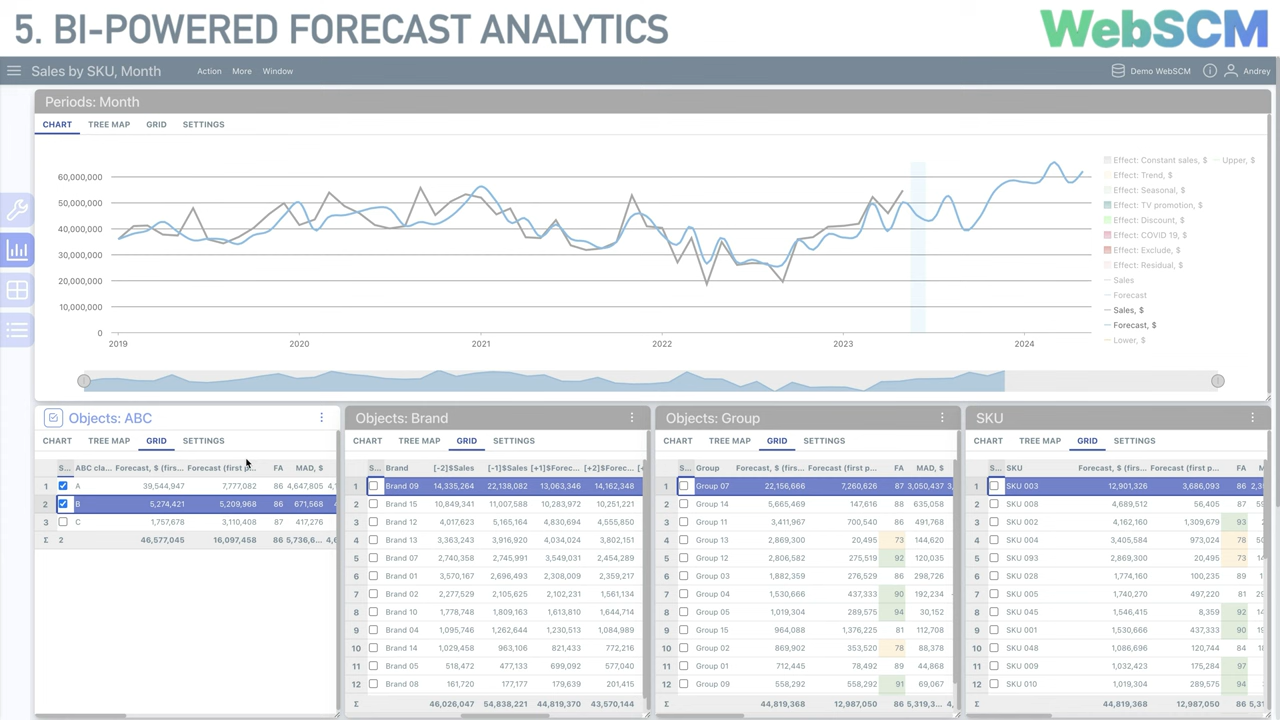 5. BI-POWERED FORECAST ANALYTICS
WebSCM
Sales by SKU, Month Action More Window Demo WebSCM Andrey
Periods: Month
CHART TREE MAP GRID SETTINGS
60,000,000
50,000,000
40,000,000
30,000,000
20,000,000
10,000,000
0
2019 2020 2021 2022 2023 2024
Effect: Constant sales, $ Upper, $
Effect: Trend, $
Effect: Seasonal, $
Effect: TV promotion, $
Effect: Discount, $
Effect: COVID 19, $
Effect: Exclude, $
Effect: Residual, $
Sales
Forecast
Sales, $
Forecast, $
Lower, $
Objects: ABC
CHART TREE MAP GRID SETTINGS
S... ABC cla... Forecast, $ (firs... Forecast (first p... FA MAD, $
1 A 39,544,947 7,777,082 86 4,647,805
2 B 5,274,421 5,209,968 86 671,568
3 C 1,757,678 3,110,408 87 417,276
Σ 2 46,577,045 16,097,458 86 5,736,6...
Objects: Brand
CHART TREE MAP GRID SETTINGS
S... Brand [-2]$Sales [-1]$Sales [+1]$Forec... [+2]$Forec...
1 Brand 09 14,335,264 22,138,082 13,063,346 14,162,348
2 Brand 15 10,849,341 11,007,588 10,283,972 10,251,221
3 Brand 12 4,017,623 5,165,164 4,830,694 4,555,850
4 Brand 13 3,363,243 3,916,920 4,034,024 3,802,151
5 Brand 07 2,740,358 2,745,991 3,549,031 2,454,289
6 Brand 01 3,570,167 2,696,493 2,308,009 2,359,217
7 Brand 02 2,277,529 2,105,625 2,102,231 1,561,134
8 Brand 10 1,778,748 1,809,163 1,613,810 1,644,714
9 Brand 04 1,095,746 1,262,644 1,230,513 1,084,989
10 Brand 14 1,029,458 963,106 821,433 772,216
11 Brand 05 518,472 477,133 699,092 577,040
12 Brand 08 161,720 177,177 179,639 201,415
Σ 46,026,047 54,838,221 44,819,370 43,570,144
Objects: Group
CHART TREE MAP GRID SETTINGS
S... Group Forecast, $ (firs... Forecast (first p... FA MAD, $
1 Group 07 22,156,666 7,260,626 87 3,050,437
2 Group 14 5,665,469 147,616 88 635,058
3 Group 11 3,411,967 700,540 86 491,768
4 Group 13 2,869,300 20,495 73 144,620
5 Group 12 2,806,582 275,519 92 120,035
6 Group 03 1,882,359 276,529 86 298,726
7 Group 04 1,530,666 437,333 90 192,234
8 Group 05 1,019,304 289,575 94 30,152
9 Group 15 964,088 1,376,225 81 112,708
10 Group 02 869,902 353,520 78 88,378
11 Group 01 712,445 78,492 89 44,868
12 Group 09 558,292 558,292 91 69,067
Σ 44,819,368 12,987,050 86 5,319,3...
SKU
CHART TREE MAP GRID SETTINGS
S... SKU Forecast, $ (firs... Forecast (first p... FA M
1 SKU 003 12,901,326 3,686,093 86
2 SKU 008 4,689,512 56,405 87
3 SKU 002 4,162,160 1,309,679 93
4 SKU 004 3,405,584 973,024 78
5 SKU 093 2,869,300 20,495 73
6 SKU 028 1,774,160 100,235 89
7 SKU 005 1,740,270 497,220 81
8 SKU 045 1,546,415 8,359 92
9 SKU 001 1,530,666 437,333 90
10 SKU 048 1,086,696 120,744 84
11 SKU 009 1,032,423 175,284 97
12 SKU 010 1,019,304 289,575 94
Σ 44,819,368 12,987,050 86